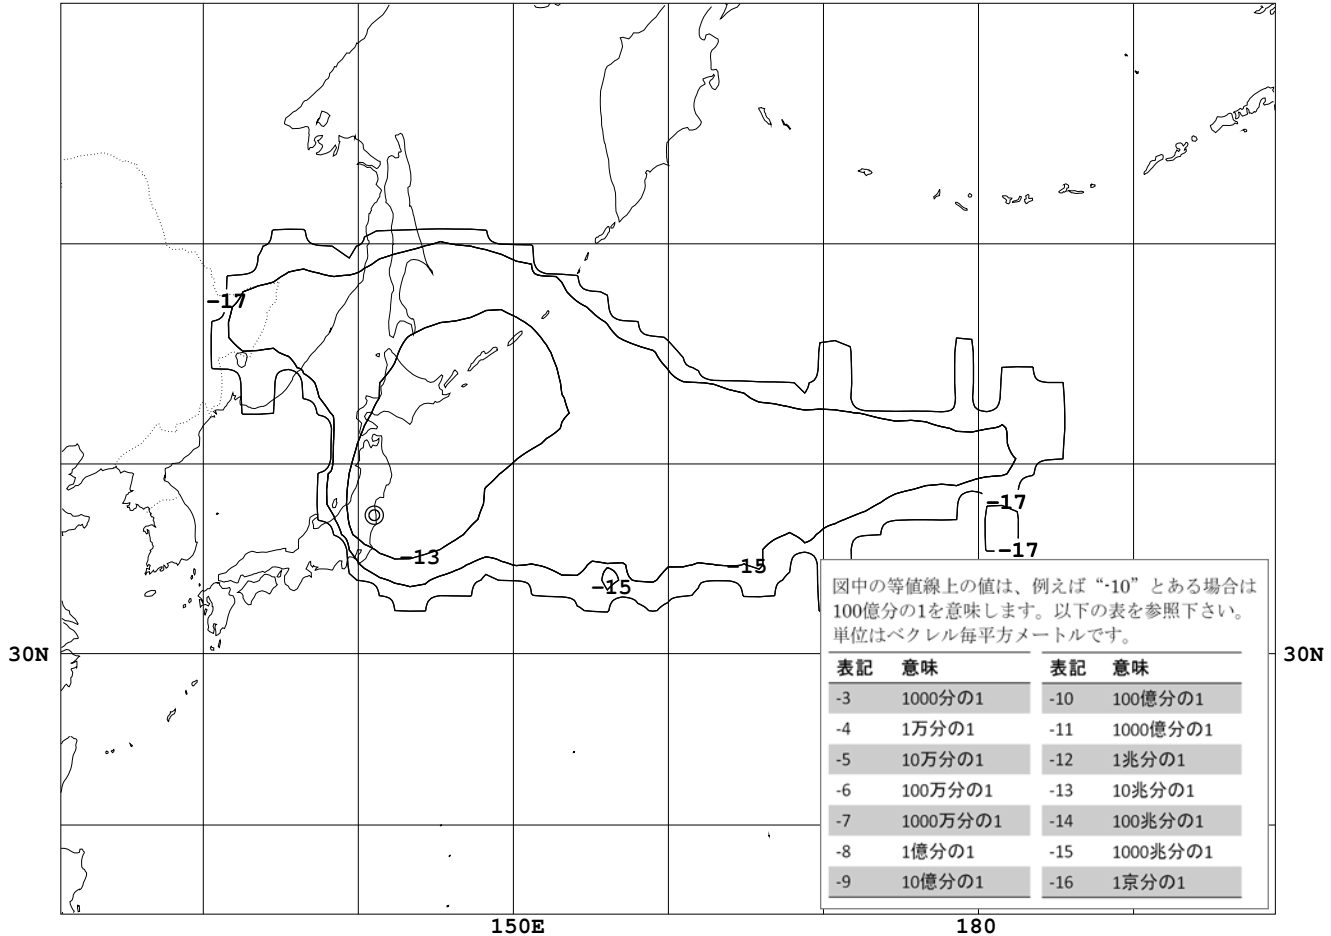 -17
-17
-17
-13
-15
-15
図中の等値線上の値は、例えば“-10”とある場合は
100億分の1を意味します。以下の表を参照下さい。
単位はベクレル毎平方メートルです。
表記 意味 表記 意味
-3 1000分の1 -10 100億分の1
-4 1万分の1 -11 1000億分の1
-5 10万分の1 -12 1兆分の1
-6 100万分の1 -13 10兆分の1
-7 1000万分の1 -14 100兆分の1
-8 1億分の1 -15 1000兆分の1
-9 10億分の1 -16 1京分の1
30N 30N
150E 180